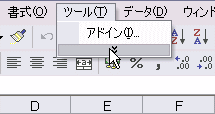 書式(O) ツール(T) データ(D) ウィンド
アドイン(I)...
% ,
D E F